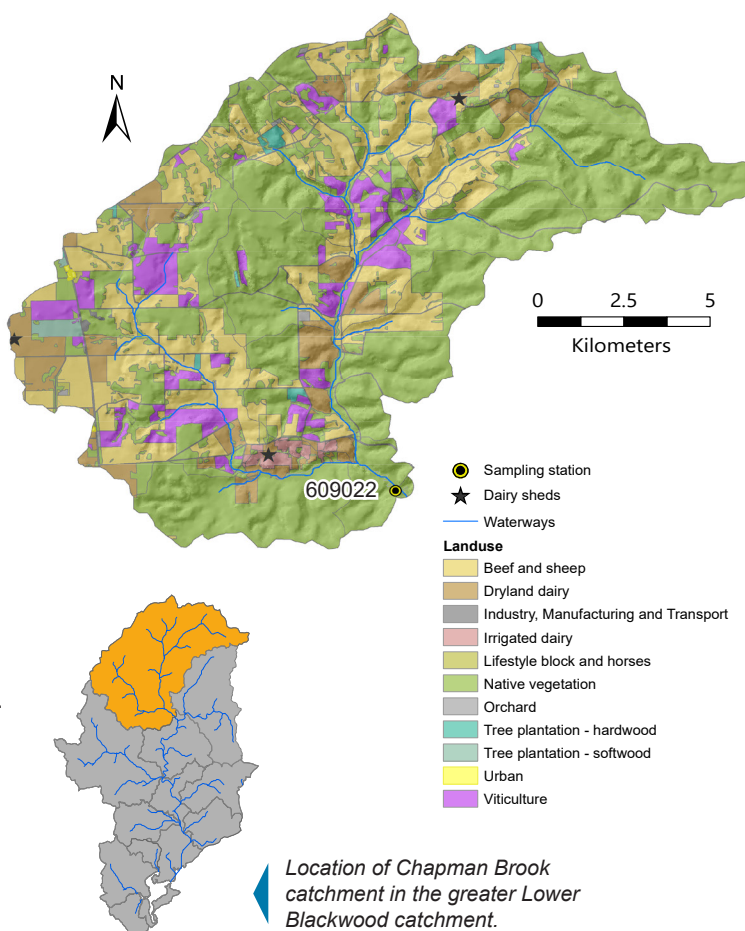 N
0 2.5 5
Kilometers
609022
Sampling station
Dairy sheds
Waterways
Landuse
Beef and sheep
Dryland dairy
Industry, Manufacturing and Transport
Irrigated dairy
Lifestyle block and horses
Native vegetation
Orchard
Tree plantation - hardwood
Tree plantation - softwood
Urban
Viticulture
Location of Chapman Brook
catchment in the greater Lower
Blackwood catchment.